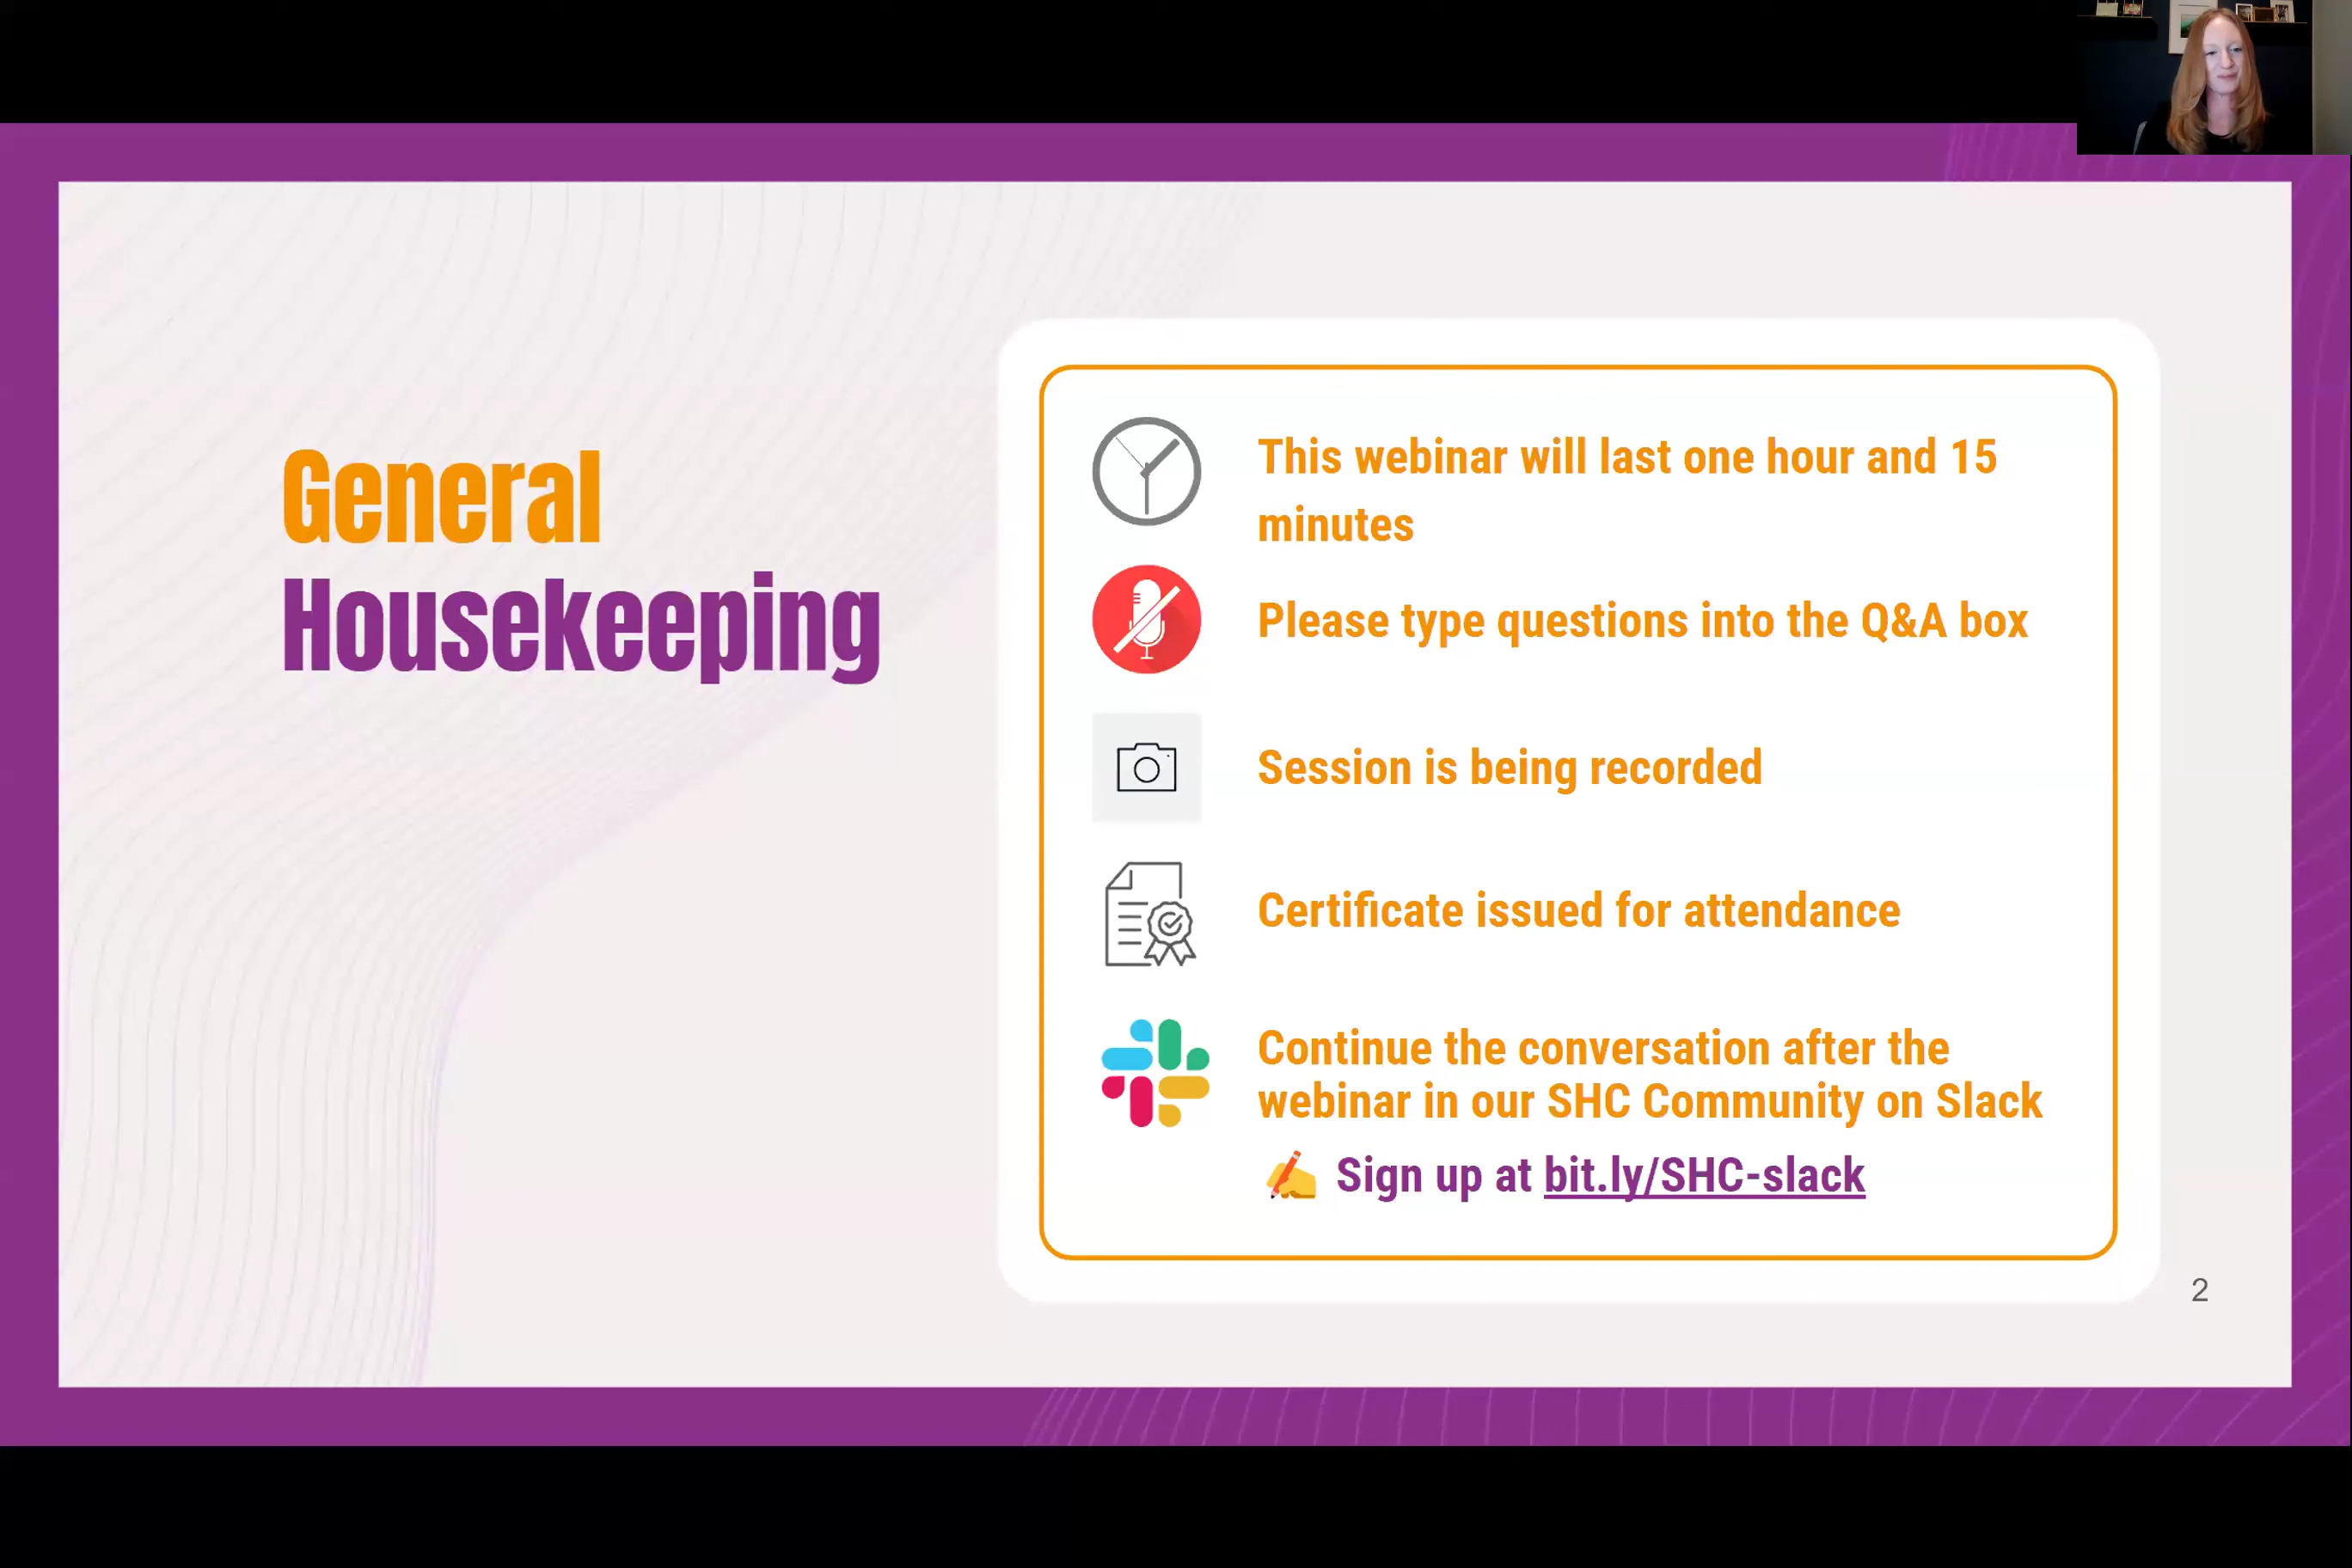 General
Housekeeping
This webinar will last one hour and 15
minutes
Please type questions into the Q&A box
Session is being recorded
Certificate issued for attendance
Continue the conversation after the
webinar in our SHC Community on Slack
✍️ Sign up at bit.ly/SHC-slack
2